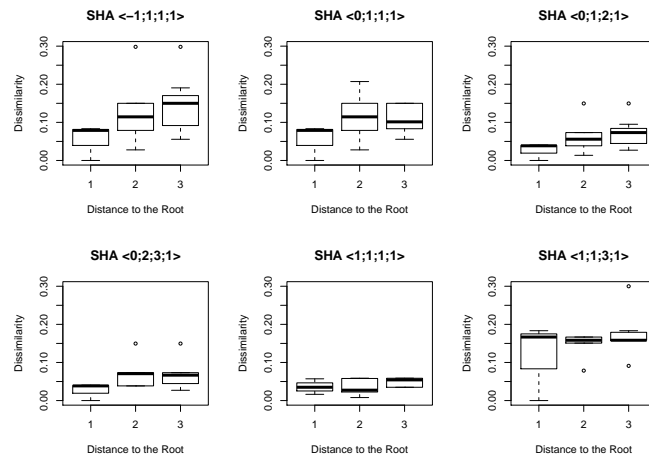 SHA <−1;1;1;1>
Dissimilarity
0.30
0.20
0.10
0.00
1 2 3
Distance to the Root
SHA <0;1;1;1>
Dissimilarity
0.30
0.20
0.10
0.00
1 2 3
Distance to the Root
SHA <0;1;2;1>
Dissimilarity
0.30
0.20
0.10
0.00
1 2 3
Distance to the Root
SHA <0;2;3;1>
Dissimilarity
0.30
0.20
0.10
0.00
1 2 3
Distance to the Root
SHA <1;1;1;1>
Dissimilarity
0.30
0.20
0.10
0.00
1 2 3
Distance to the Root
SHA <1;1;3;1>
Dissimilarity
0.30
0.20
0.10
0.00
1 2 3
Distance to the Root